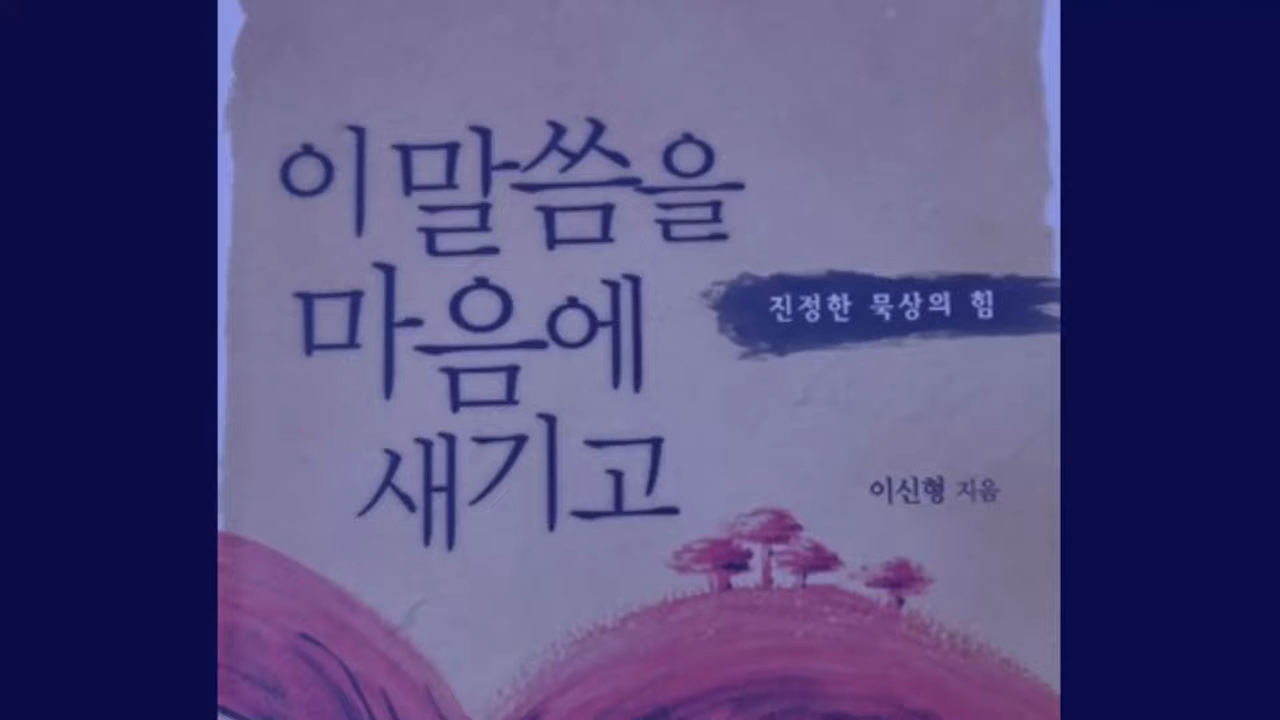 이 말씀을
마음에
새기고
진정한 묵상의 힘
이신형 지음